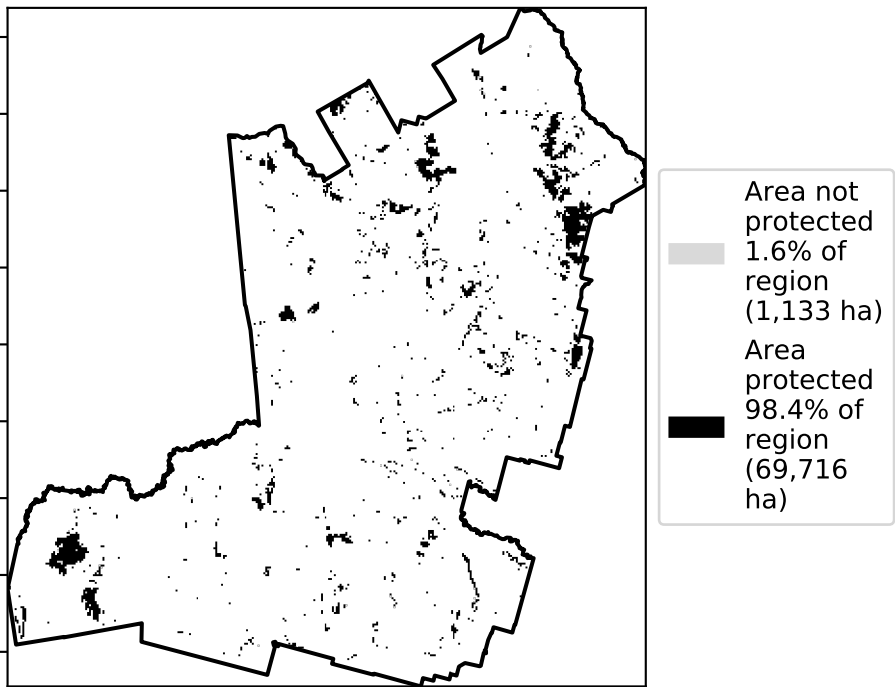 Area not
protected
1.6% of
region
(1,133 ha)
Area
protected
98.4% of
region
(69,716
ha)